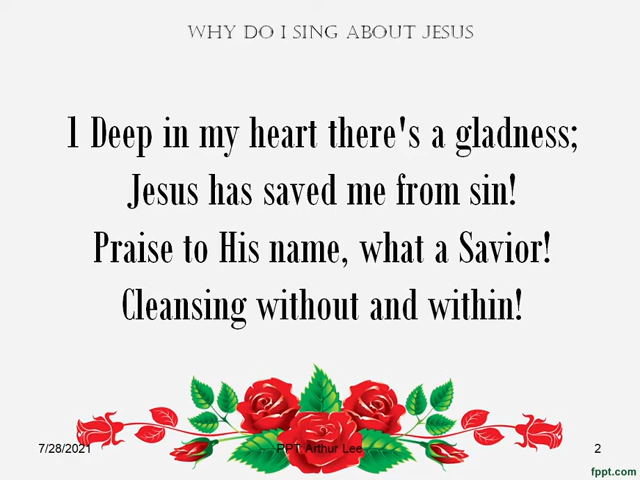 WHY DO I SING ABOUT JESUS
1 Deep in my heart there's a gladness;
Jesus has saved me from sin!
Praise to His name, what a Savior!
Cleansing without and within!
7/28/2021
PPT Arthur Lee
2
fppt.com